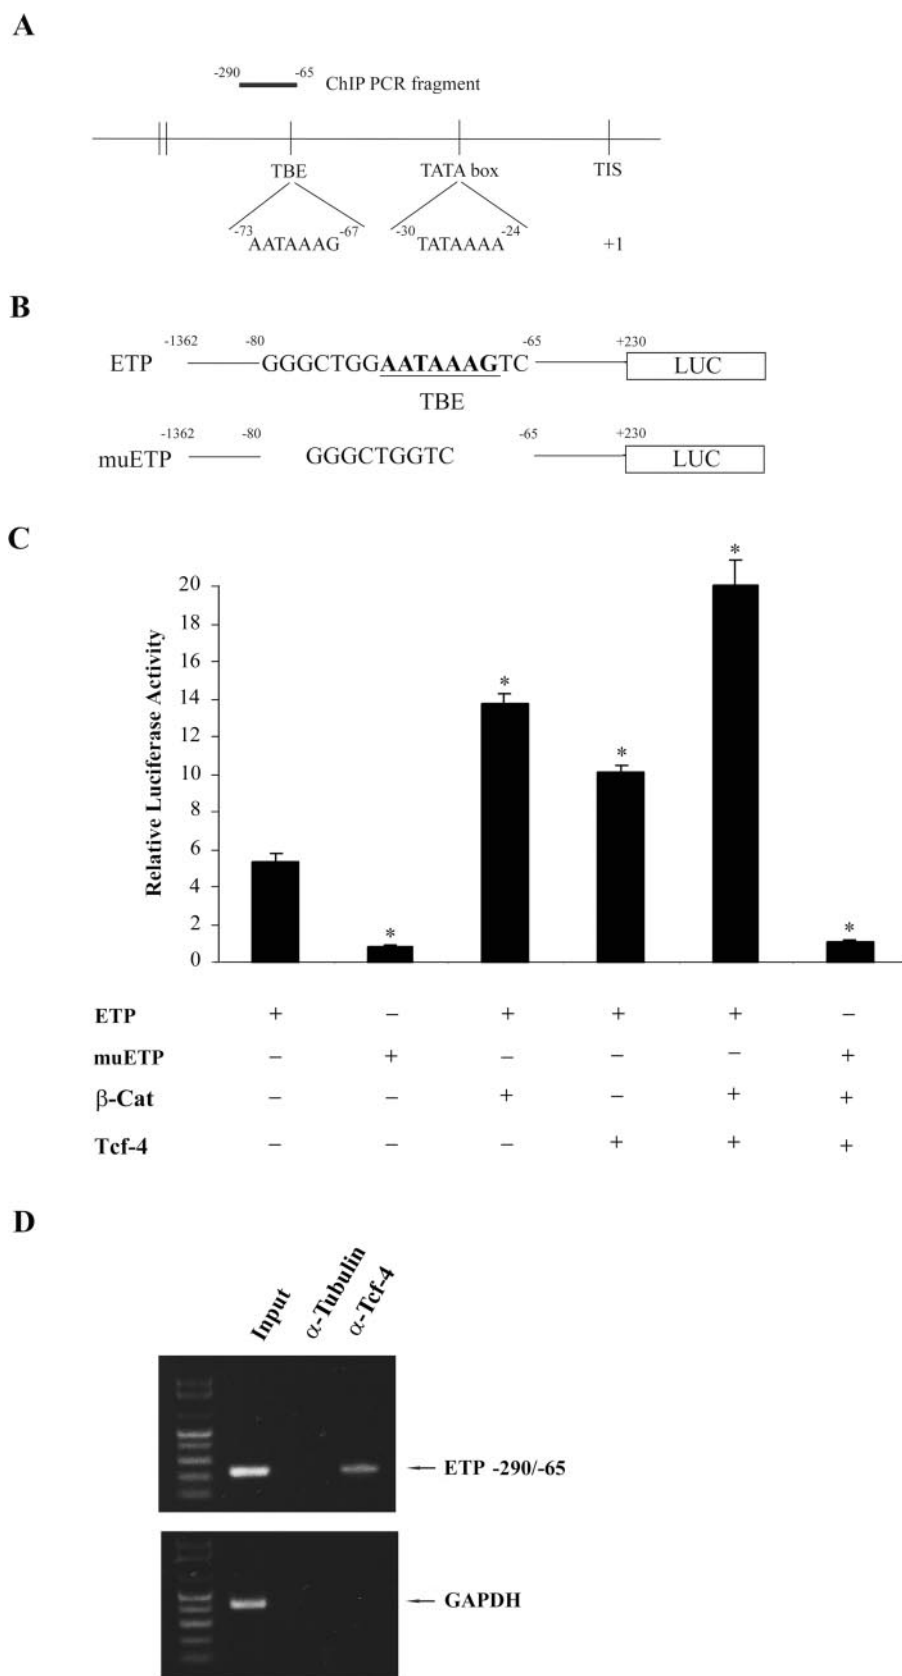 A
-290 -65 ChIP PCR fragment
TBE TATA box TIS
-73 AATAAAG -67 -30 TATAAAA -24 +1
B
ETP -1362 -80 GGGCTGGAATAAAGTC -65 +230 LUC
TBE
muETP -1362 -80 GGGCTGGTC -65 +230 LUC
C
Relative Luciferase Activity
20
18
16
14
12
10
8
6
4
2
0
* * * * *
ETP + – + + + –
muETP – + – – – +
β-Cat – – + – + +
Tcf-4 – – – + + +
D
Input α-Tubulin α-Tcf-4
ETP -290/-65
GAPDH